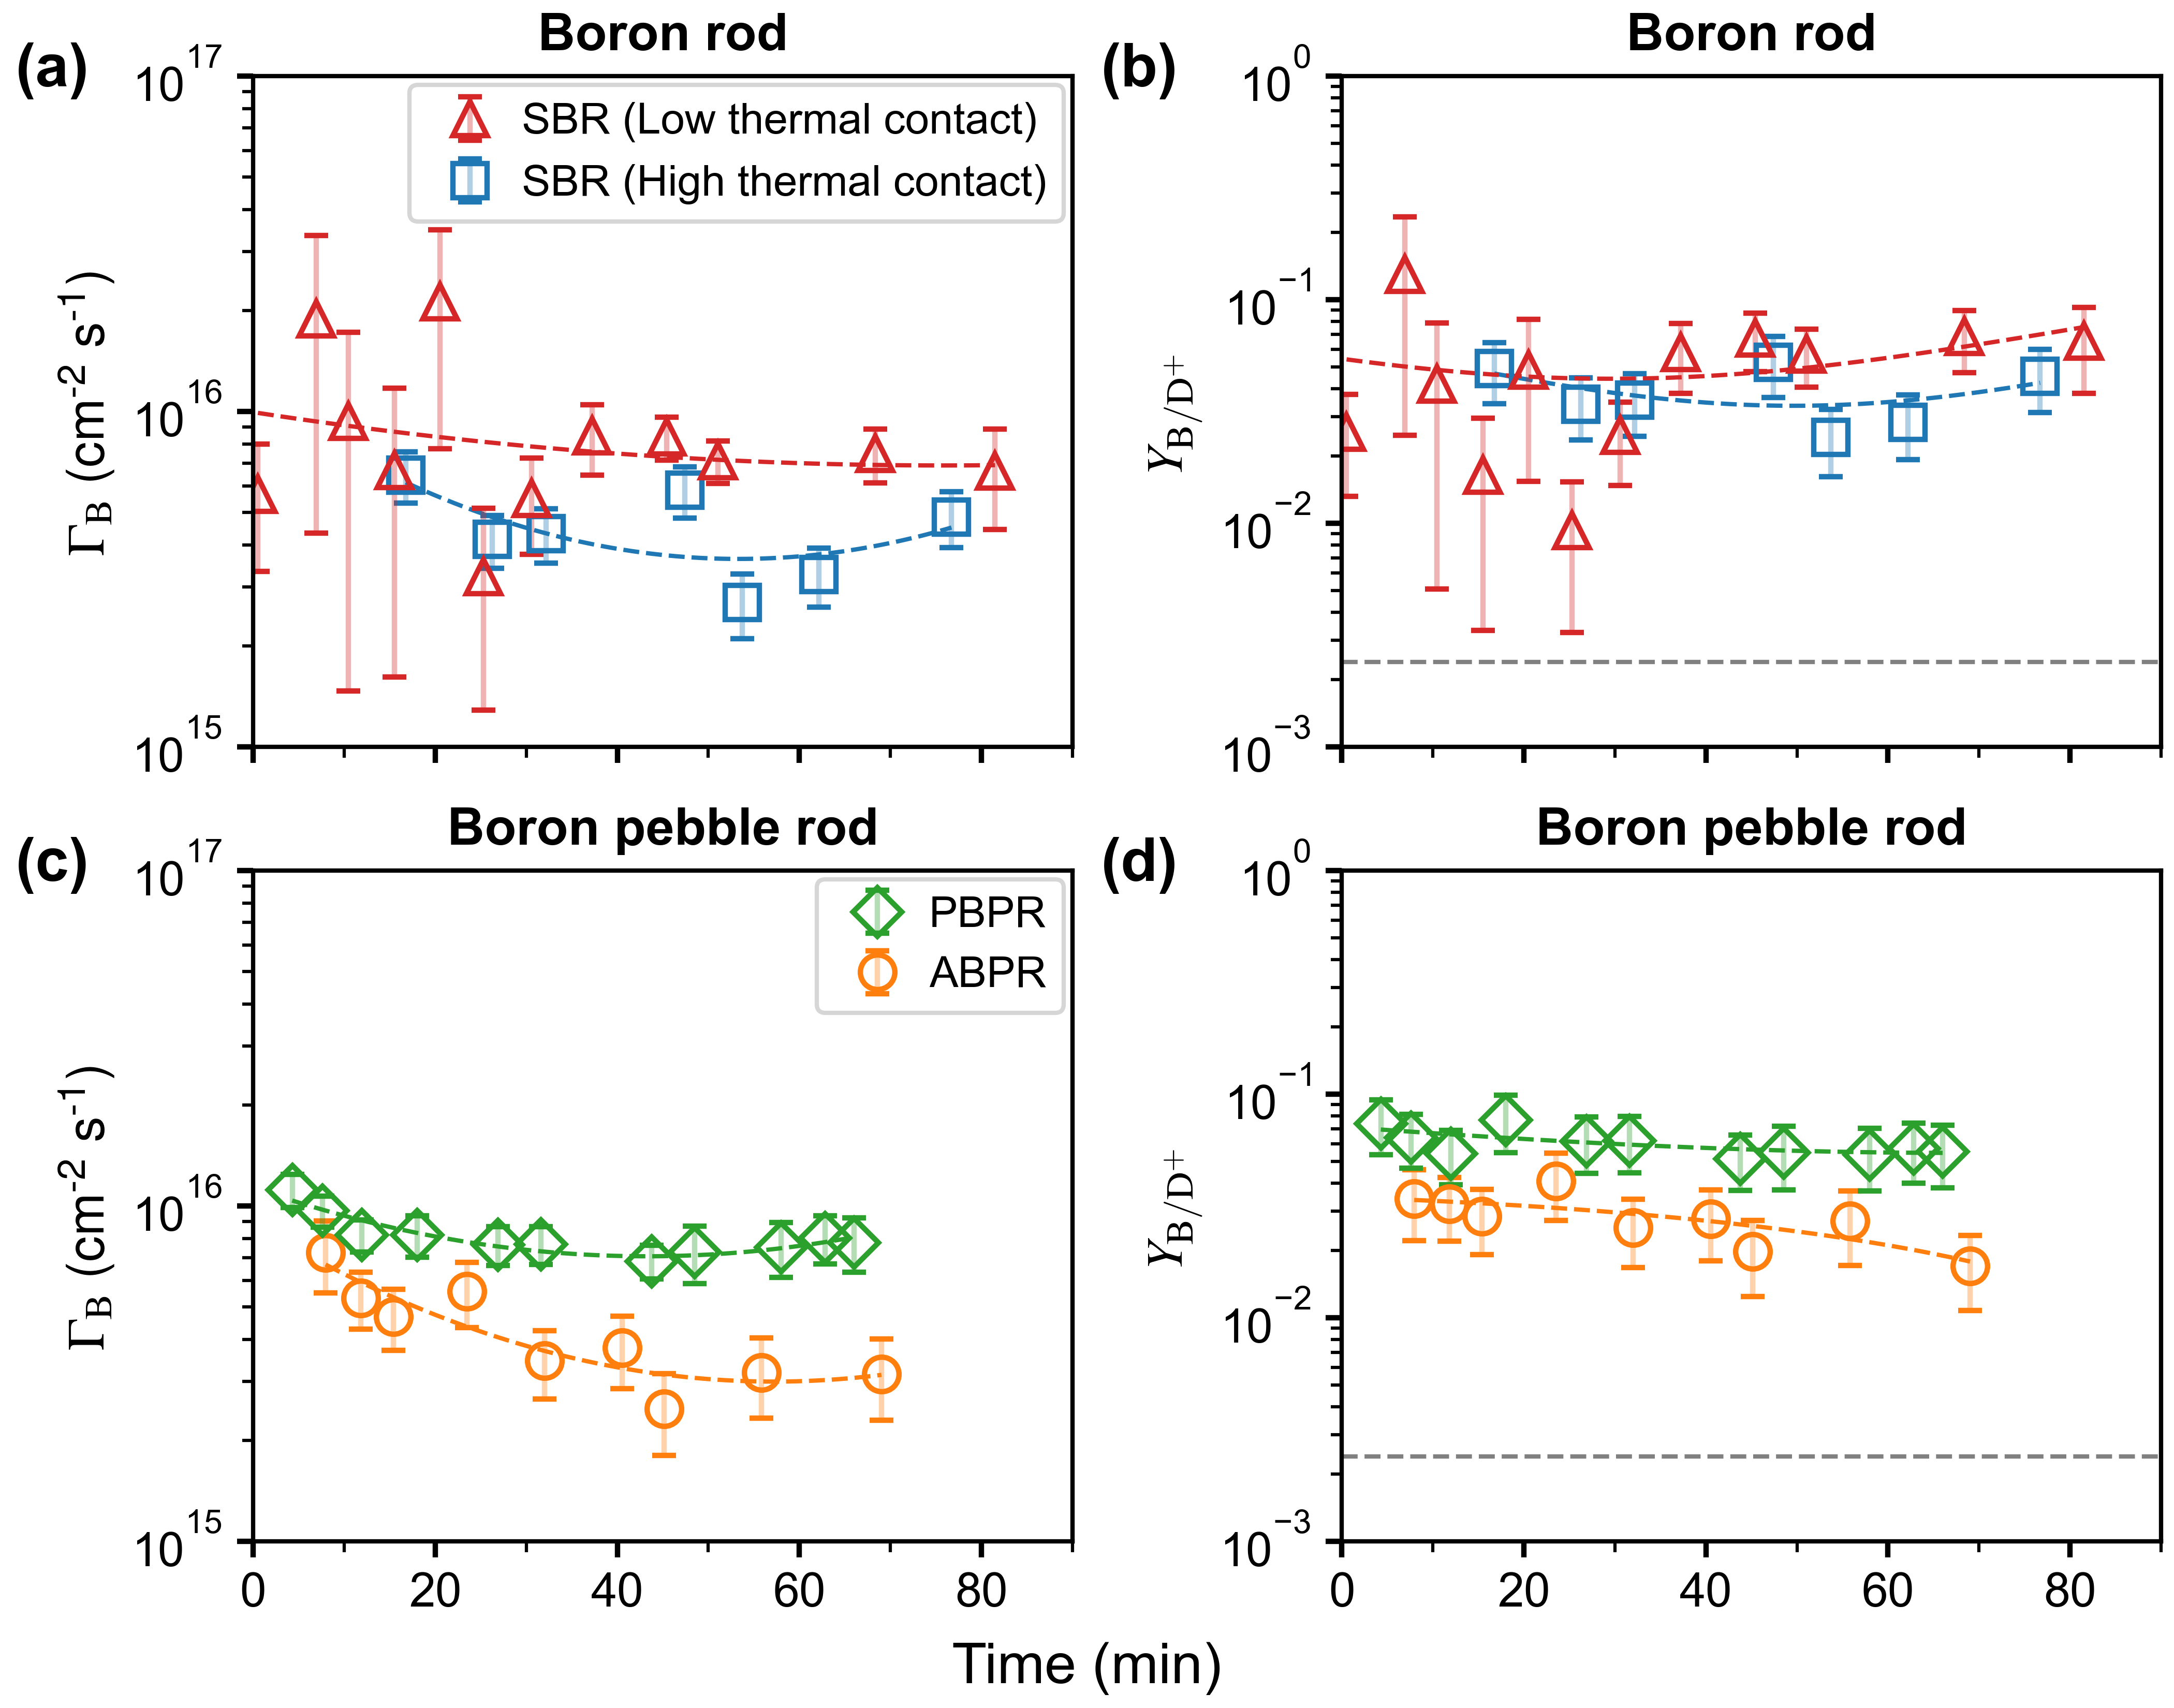 Boron rod
(a)
10^17
10^16
10^15
Γ_B (cm^-2 s^-1)
SBR (Low thermal contact)
SBR (High thermal contact)
Boron rod
(b)
10^0
10^−1
10^−2
10^−3
Y_B/D^+
Boron pebble rod
(c)
10^17
10^16
10^15
Γ_B (cm^-2 s^-1)
PBPR
ABPR
0 20 40 60 80
Boron pebble rod
(d)
10^0
10^−1
10^−2
10^−3
Y_B/D^+
0 20 40 60 80
Time (min)